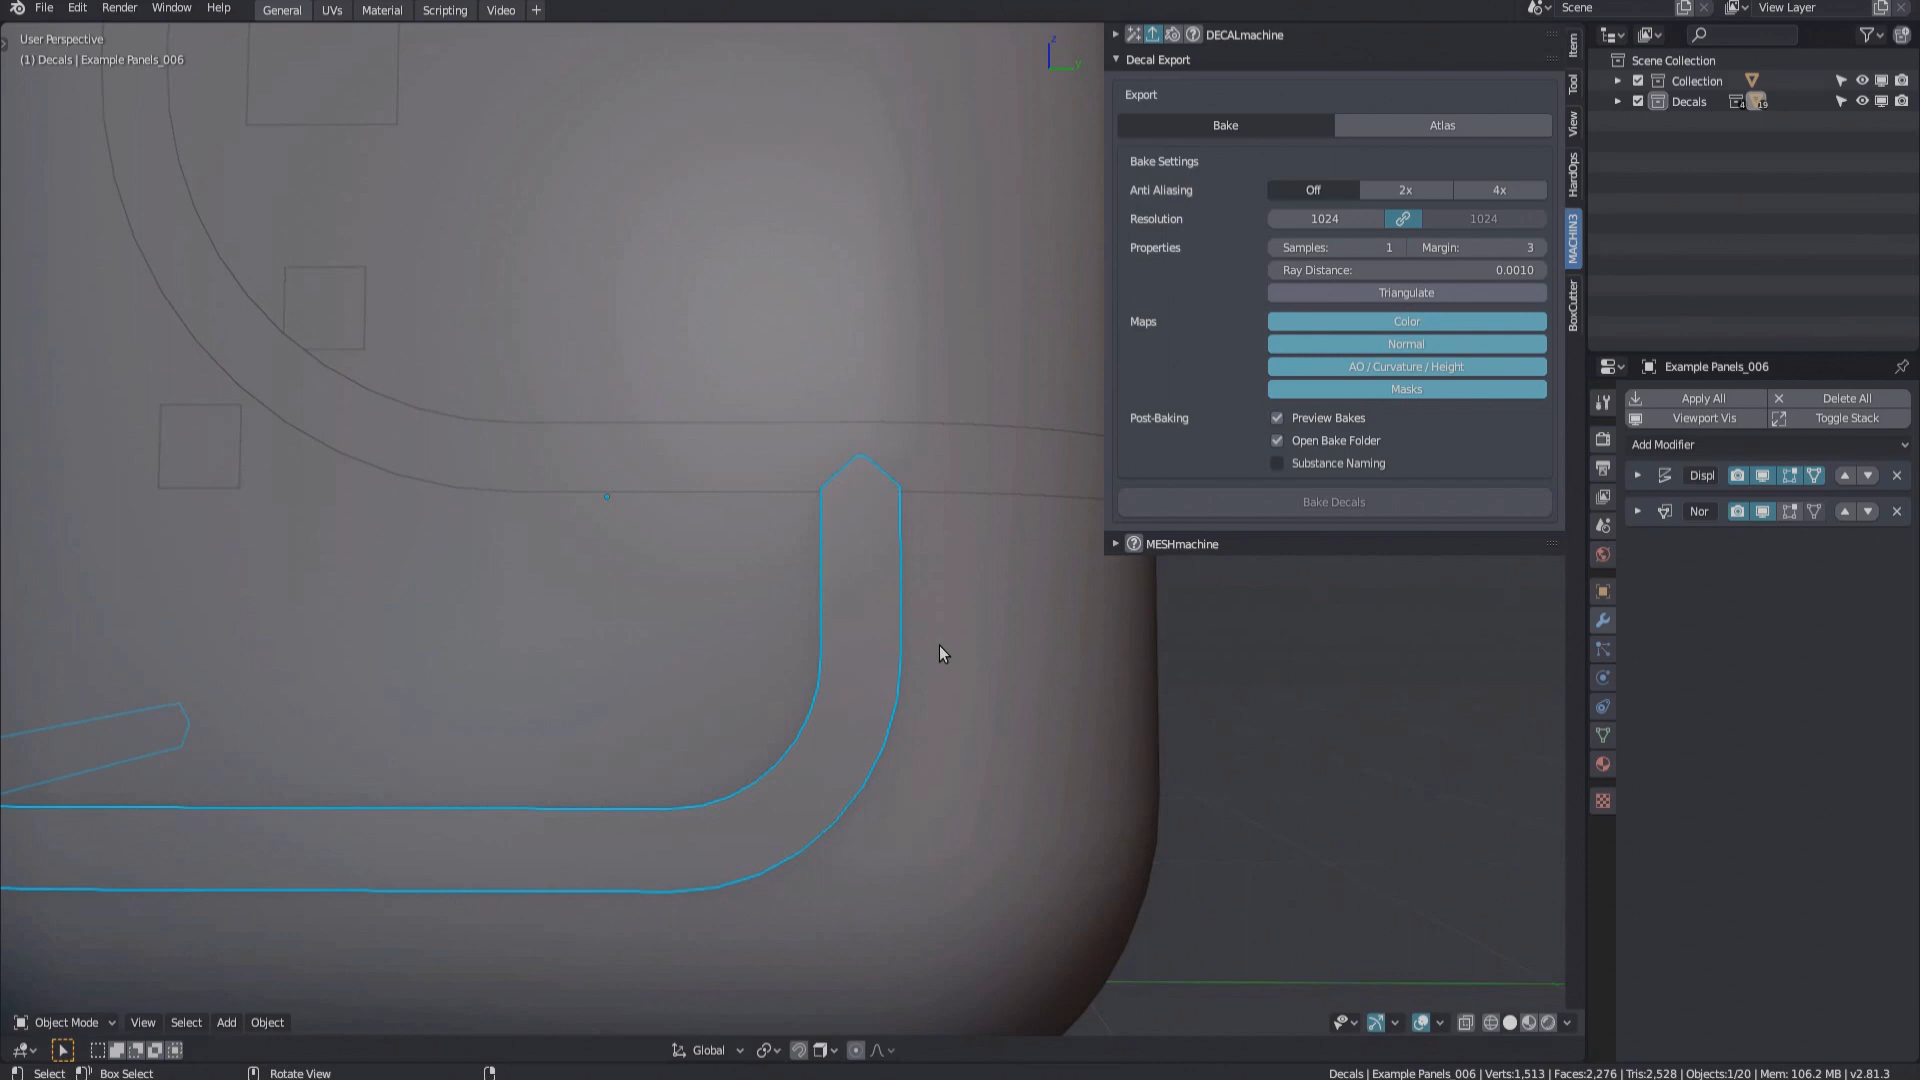 File Edit Render Window Help General UVs Material Scripting Video + Scene View Layer
User Perspective
(1) Decals | Example Panels_006
Z
Y
DECALmachine
Decal Export
Export
Bake Atlas
Bake Settings
Anti Aliasing Off 2x 4x
Resolution 1024 1024
Properties Samples: 1 Margin: 3
Ray Distance: 0.0010
Triangulate
Maps Color
Normal
AO / Curvature / Height
Masks
Post-Baking Preview Bakes
Open Bake Folder
Substance Naming
Bake Decals
MESHmachine
Item
Tool
View
HardOps
MACHIN3
BoxCutter
Scene Collection
Collection
Decals 4 19
Example Panels_006
Apply All Delete All
Viewport Vis Toggle Stack
Add Modifier
Displ
Nor
Object Mode View Select Add Object
Global
Select Box Select Rotate View Decals | Example Panels_006 | Verts:1,513 | Faces:2,276 | Tris:2,528 | Objects:1/20 | Mem: 106.2 MB | v2.81.3